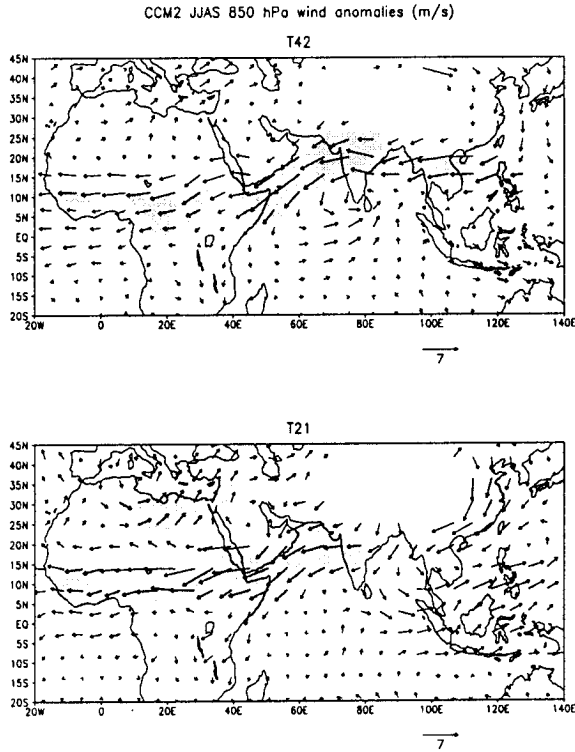 CCM2 JJAS 850 hPa wind anomalies (m/s)
T42
45N
40N
35N
30N
25N
20N
15N
10N
5N
EQ
5S
10S
15S
20S
20W 0 20E 40E 60E 80E 100E 120E 140E
7
T21
45N
40N
35N
30N
25N
20N
15N
10N
5N
EQ
5S
10S
15S
20S
20W 0 20E 40E 60E 80E 100E 120E 140E
7